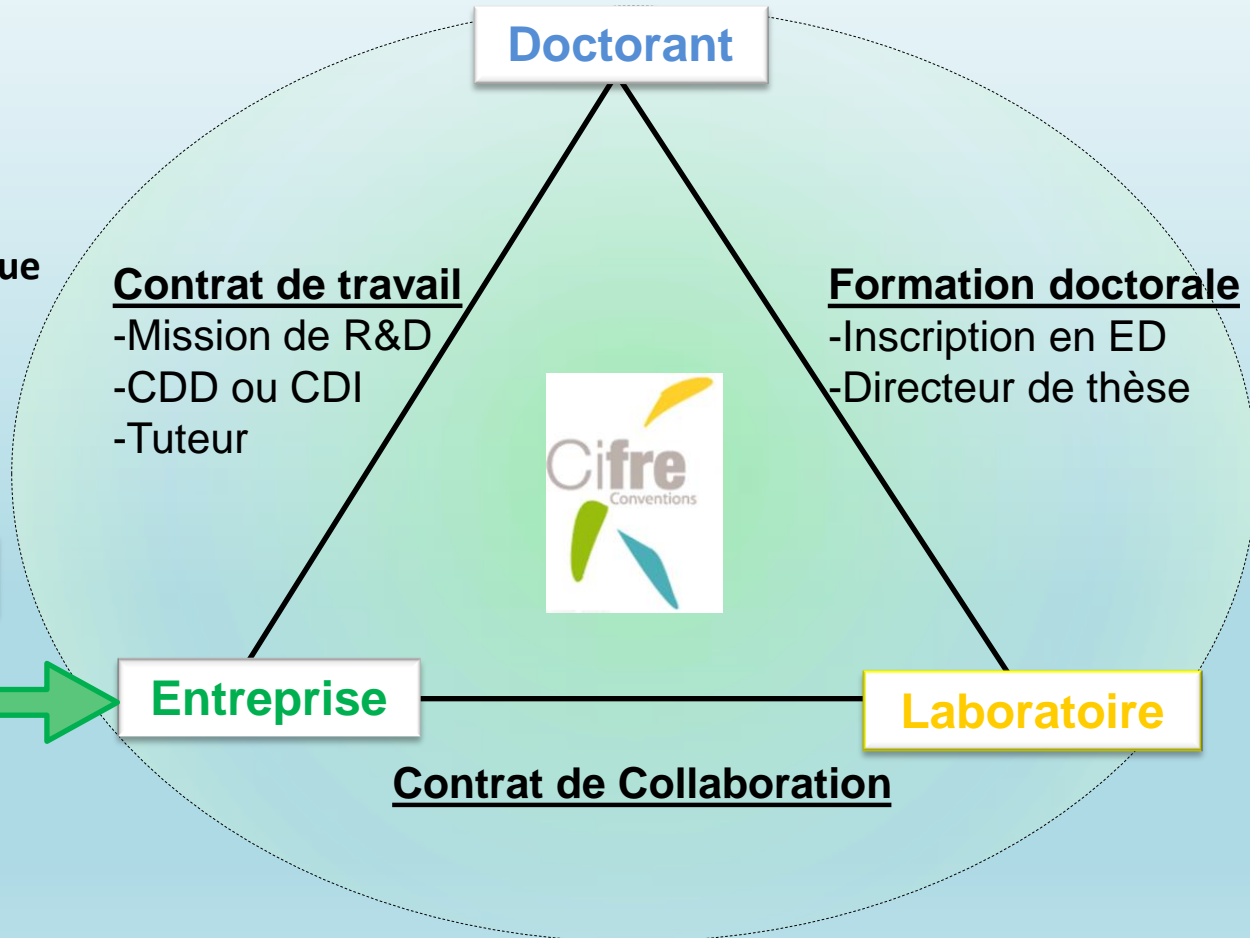 Doctorant
ue
Contrat de travail
-Mission de R&D
-CDD ou CDI
-Tuteur
Formation doctorale
-Inscription en ED
-Directeur de thèse
Cifre
Conventions
Entreprise
Laboratoire
Contrat de Collaboration